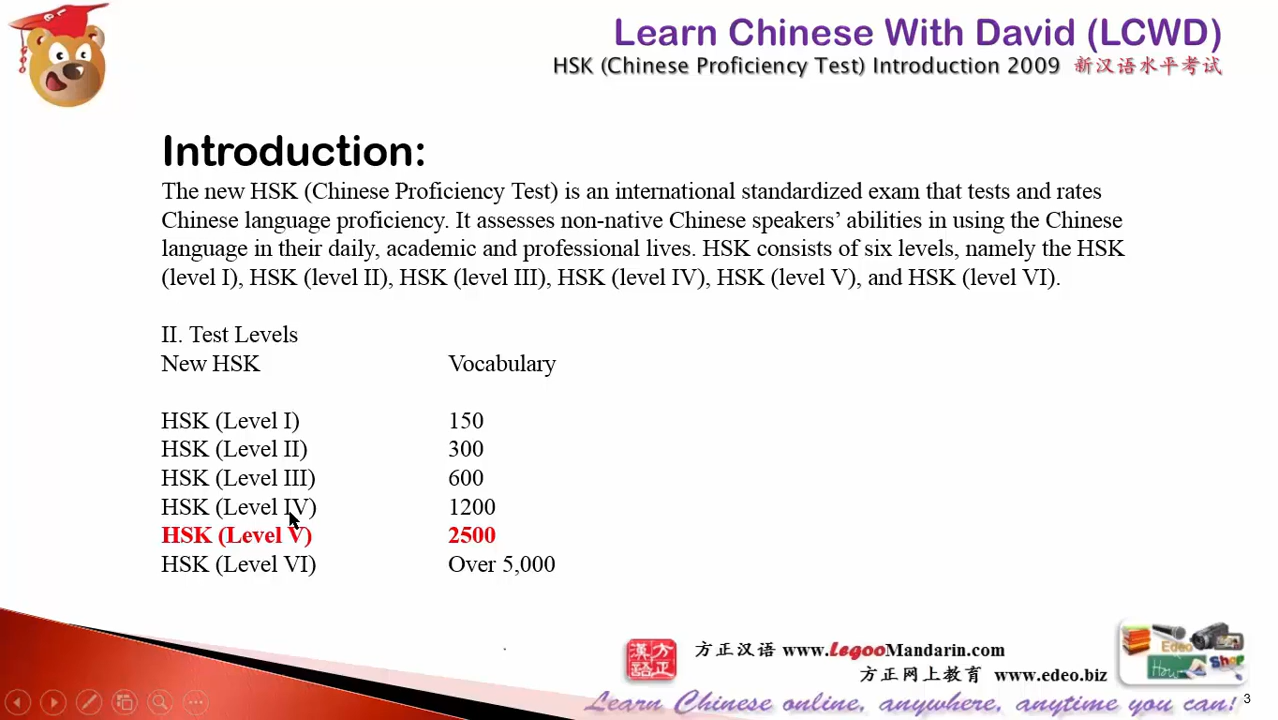 Learn Chinese With David (LCWD)
HSK (Chinese Proficiency Test) Introduction 2009 新汉语水平考试
Introduction:
The new HSK (Chinese Proficiency Test) is an international standardized exam that tests and rates
Chinese language proficiency. It assesses non-native Chinese speakers’ abilities in using the Chinese
language in their daily, academic and professional lives. HSK consists of six levels, namely the HSK
(level I), HSK (level II), HSK (level III), HSK (level IV), HSK (level V), and HSK (level VI).
II. Test Levels
New HSK Vocabulary
HSK (Level I) 150
HSK (Level II) 300
HSK (Level III) 600
HSK (Level IV) 1200
HSK (Level V) 2500
HSK (Level VI) Over 5,000
方正汉语 www.LegooMandarin.com
方正网上教育 www.edeo.biz
漢方
語正
Edeo
How
Shop
Learn Chinese online, anywhere, anytime you can!
3